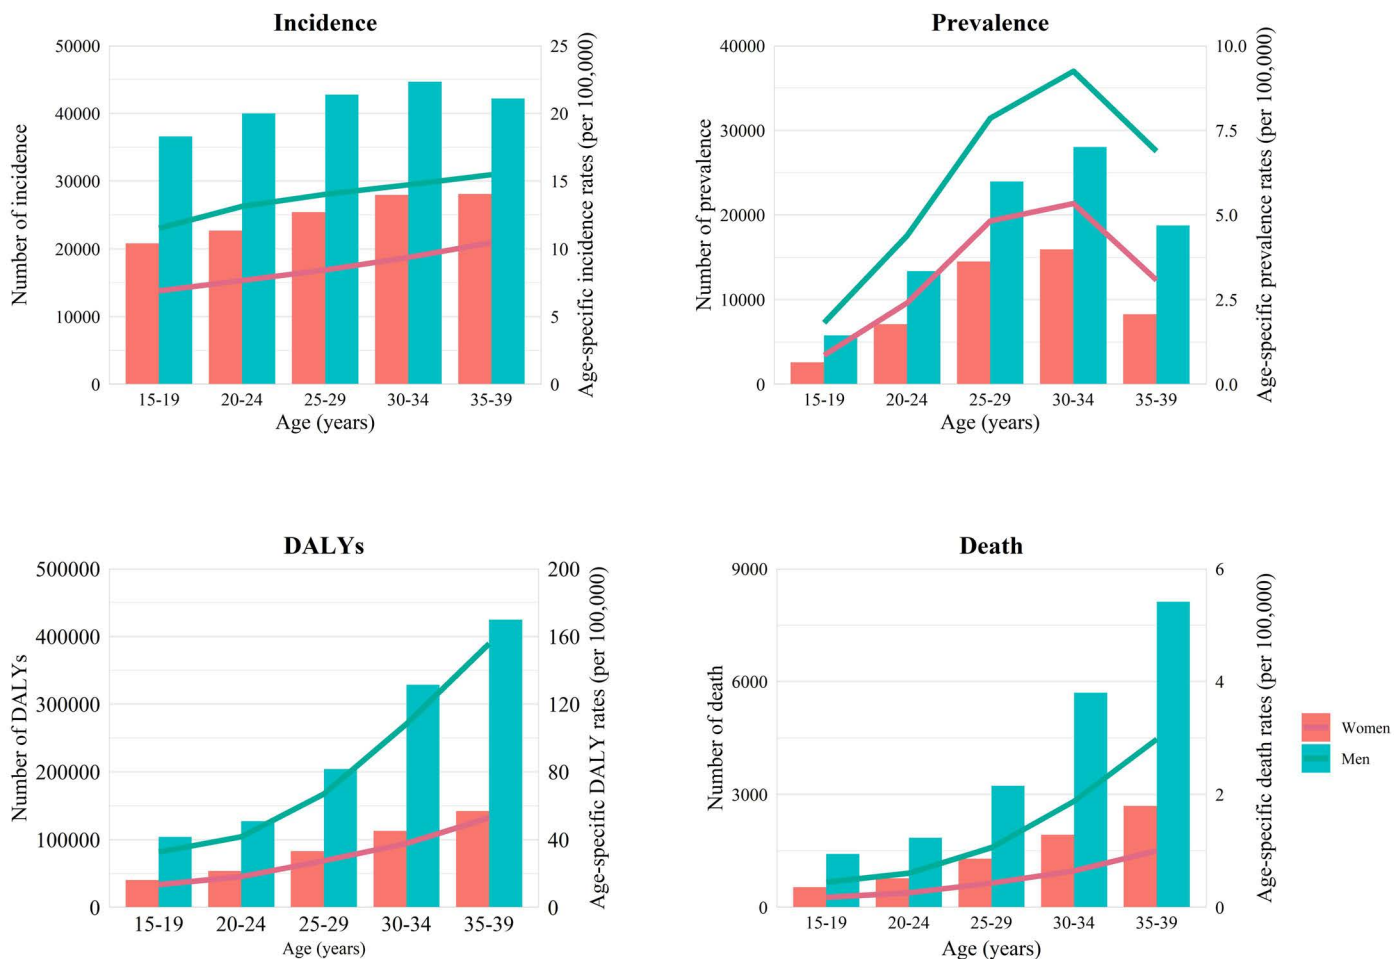 Incidence
Number of incidence
50000
40000
30000
20000
10000
0
25
20
15
10
5
0
Age-specific incidence rates (per 100,000)
15-19 20-24 25-29 30-34 35-39
Age (years)
Prevalence
Number of prevalence
40000
30000
20000
10000
0
10.0
7.5
5.0
2.5
0.0
Age-specific prevalence rates (per 100,000)
15-19 20-24 25-29 30-34 35-39
Age (years)
DALYs
Number of DALYs
500000
400000
300000
200000
100000
0
200
160
120
80
40
0
Age-specific DALY rates (per 100,000)
15-19 20-24 25-29 30-34 35-39
Age (years)
Death
Number of death
9000
6000
3000
0
6
4
2
0
Age-specific death rates (per 100,000)
15-19 20-24 25-29 30-34 35-39
Age (years)
Women
Men